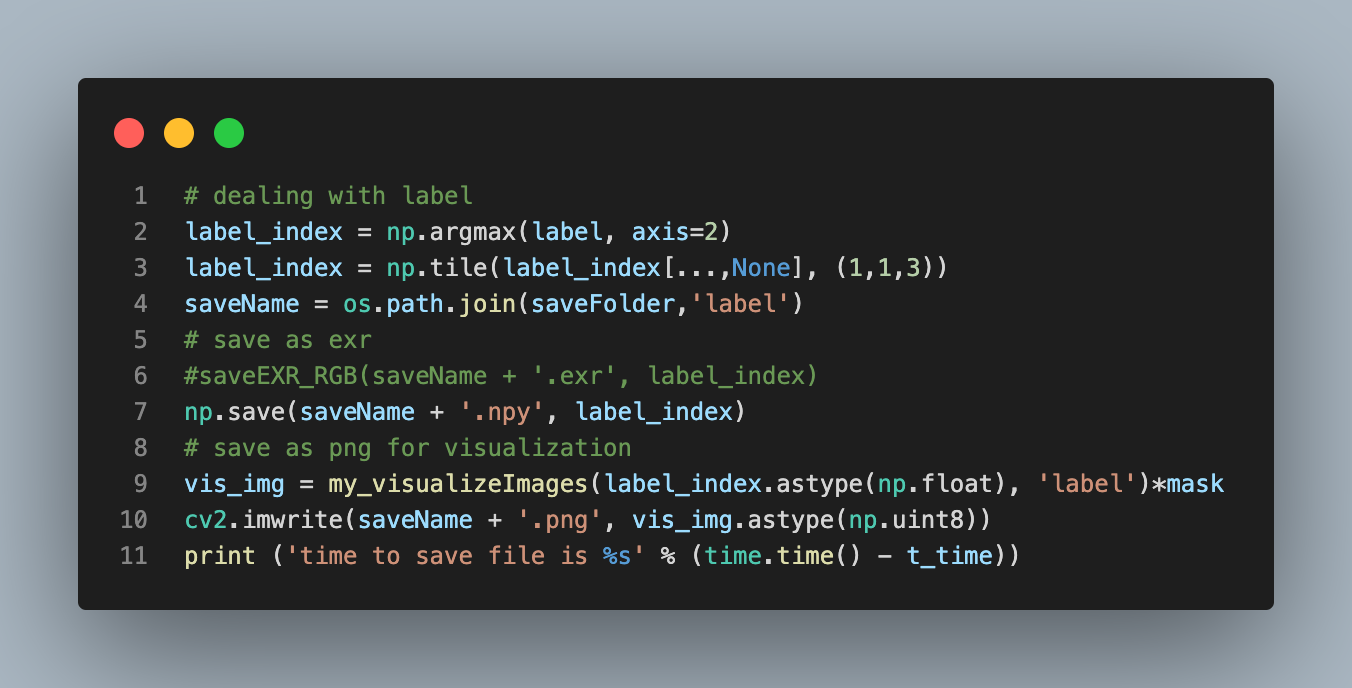 1 # dealing with label
2 label_index = np.argmax(label, axis=2)
3 label_index = np.tile(label_index[...,None], (1,1,3))
4 saveName = os.path.join(saveFolder,'label')
5 # save as exr
6 #saveEXR_RGB(saveName + '.exr', label_index)
7 np.save(saveName + '.npy', label_index)
8 # save as png for visualization
9 vis_img = my_visualizeImages(label_index.astype(np.float), 'label')*mask
10 cv2.imwrite(saveName + '.png', vis_img.astype(np.uint8))
11 print ('time to save file is %s' % (time.time() - t_time))